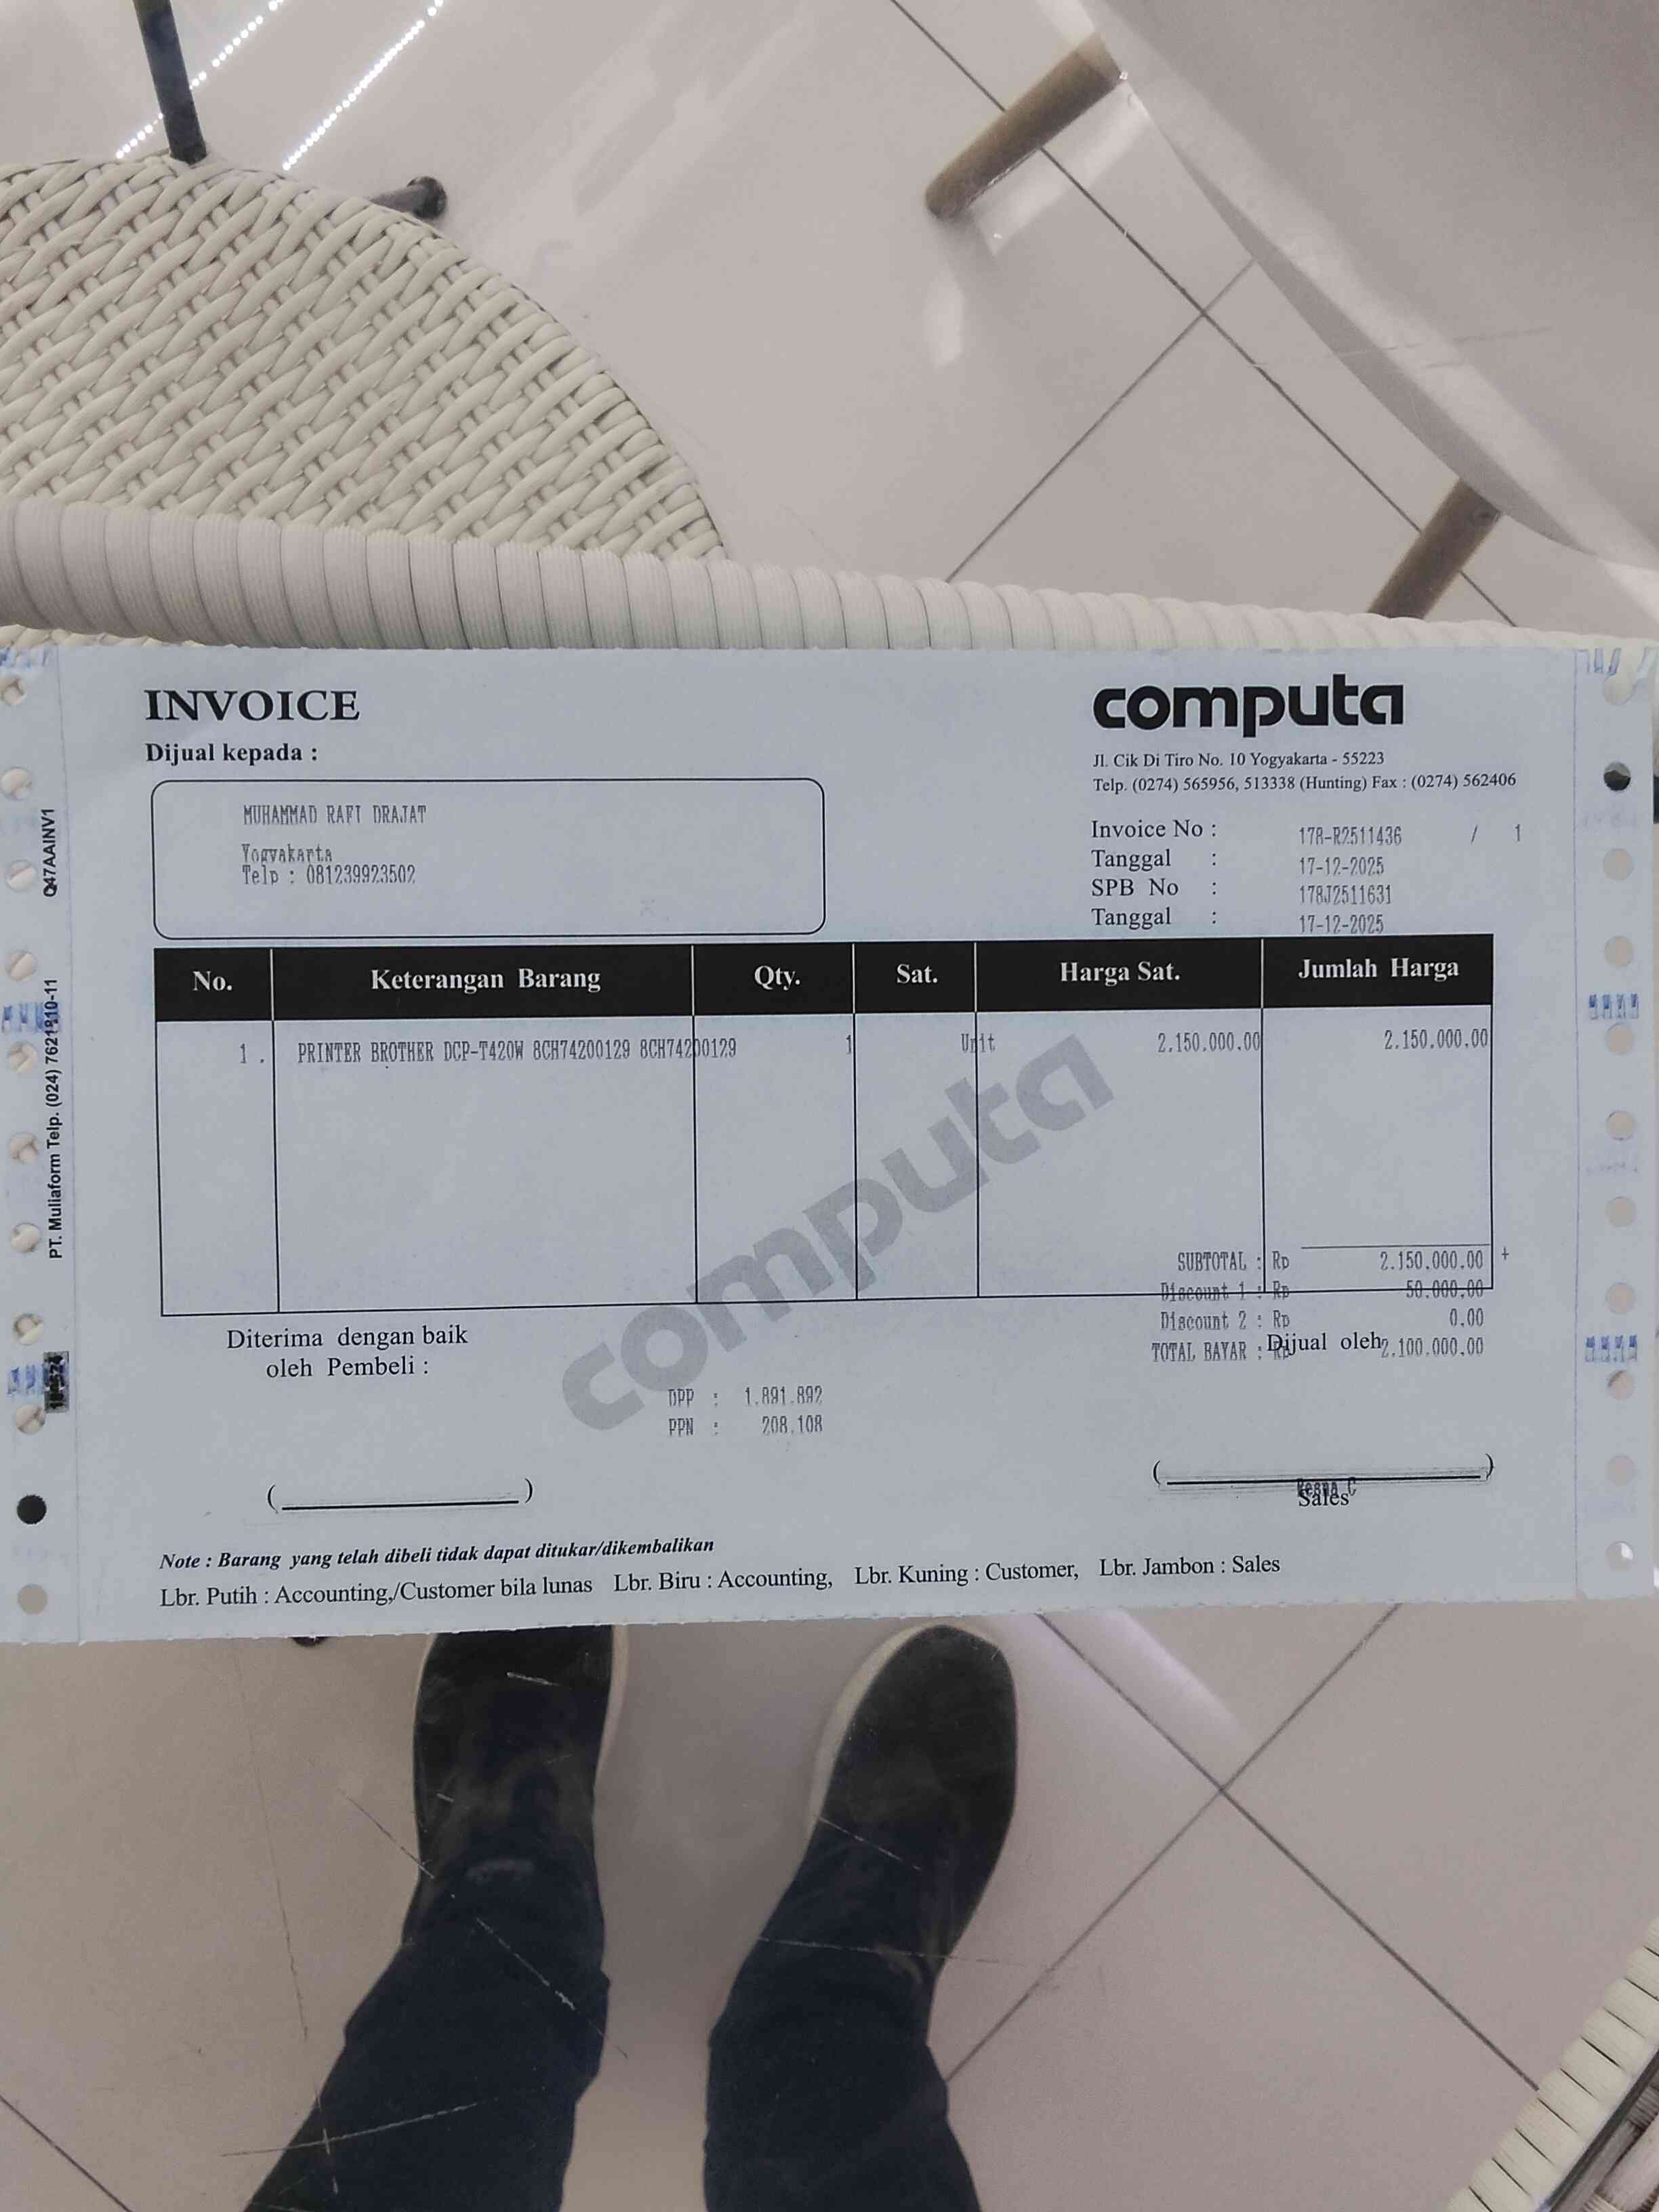 INVOICE
computa
Dijual kepada :
Jl. Cik Di Tiro No. 10 Yogyakarta - 55223
Telp. (0274) 565956, 513338 (Hunting) Fax : (0274) 562406
MUHAMMAD RAFI DRAJAT
Yogyakarta
Telp : 081239923502
Invoice No : 178-R2511436 / 1
Tanggal : 17-12-2025
SPB No : 178J2511631
Tanggal : 17-12-2025
No. Keterangan Barang Qty. Sat. Harga Sat. Jumlah Harga
1 . PRINTER BROTHER DCP-T420W 8CH74200129 8CH74200129 1 Unit 2.150.000.00 2.150.000.00
computa
SUBTOTAL : Rp 2.150.000.00 +
Discount 1 : Rp 50.000.00
Discount 2 : Rp 0.00
TOTAL BAYAR : Rp 2.100.000.00
Diterima dengan baik
oleh Pembeli :
Dijual oleh
DPP : 1.891.892
PPN : 208.108
( )
( )
Sales
Note : Barang yang telah dibeli tidak dapat ditukar/dikembalikan
Lbr. Putih : Accounting,/Customer bila lunas Lbr. Biru : Accounting, Lbr. Kuning : Customer, Lbr. Jambon : Sales
Q47AAINV1
PT. Muliaform Telp. (024) 7621810-11